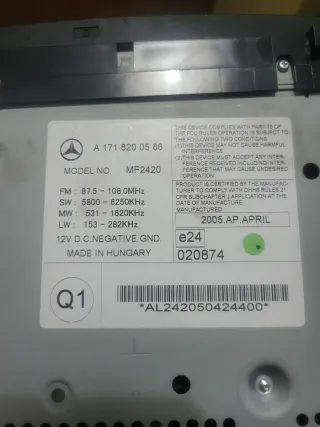 A 171 820 05 86
MODEL NO. MF2420
FM : 87.5 - 108.0MHz
SW : 5800 - 6250KHz
MW : 531 - 1620KHz
LW : 153 - 282KHz
12V D.C. NEGATIVE GND.
MADE IN HUNGARY
THIS DEVICE COMPLIES WITH PART 15 OF
THE FCC RULES OPERATION IS SUBJECT TO
THE FOLLOWING TWO CONDITIONS
(1)THIS DEVICE MAY NOT CAUSE HARMFUL
INTERFERENCE.
(2)THIS DEVICE MUST ACCEPT ANY INTER-
FERENCE RECEIVED INCLUDING INTERFERE-
NCE THAT MAY CAUSE UNDESIRED
OPERATION.
PRODUCT IS CERTIFIED BY THE MANUFAC-
TURER TO COMPLY WITH DHHS RULES 21
CFR SUBCHAPTER J APPLICABLE AT DATE OF
MANUFACTURE.
MANUFACTURED
2005.AP.APRIL
e24
020874
Q1
*AL242050424400*